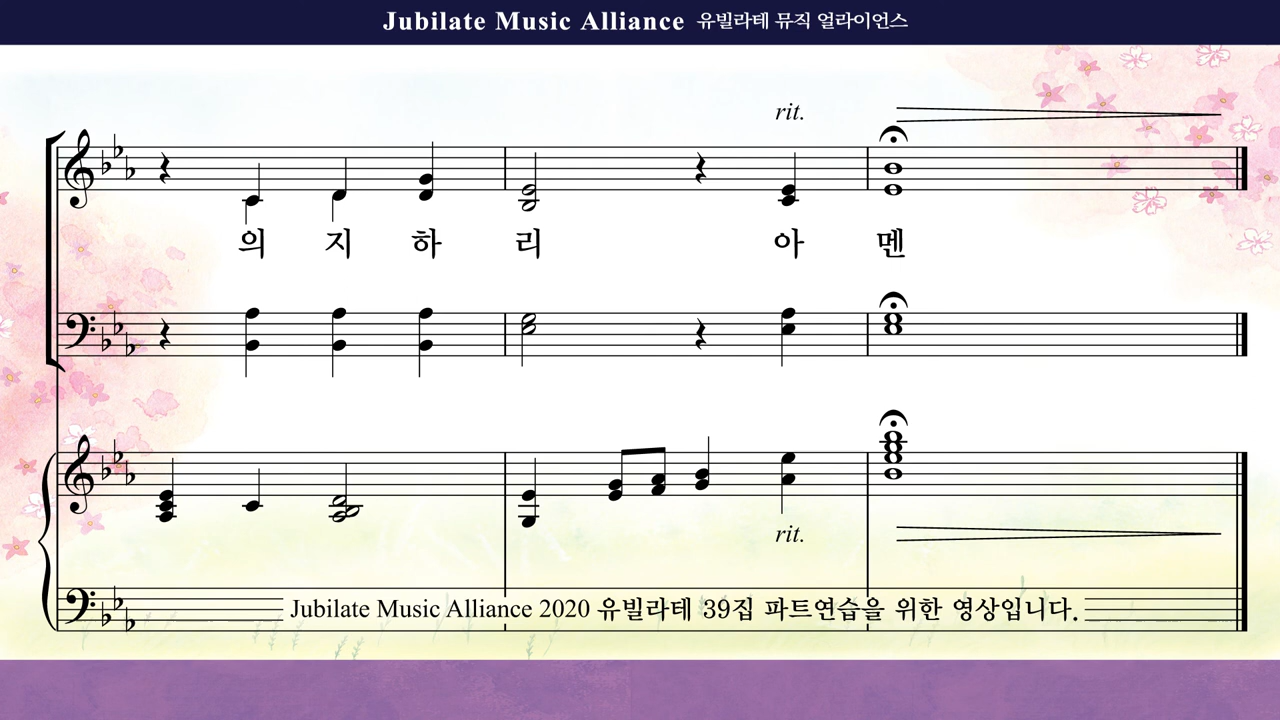 Jubilate Music Alliance 유빌라테 뮤직 얼라이언스
rit.
의 지 하 리 아 멘
rit.
Jubilate Music Alliance 2020 유빌라테 39집 파트연습을 위한 영상입니다.